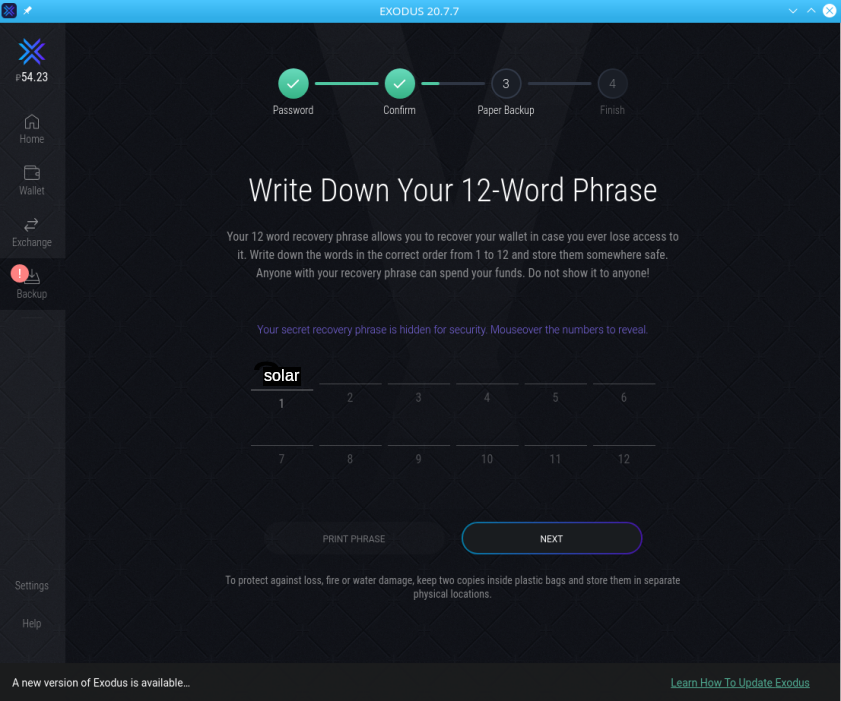 EXODUS 20.7.7
₽54.23
Password
Confirm
3
Paper Backup
4
Finish
Home
Wallet
Exchange
!
Backup
Write Down Your 12-Word Phrase
Your 12 word recovery phrase allows you to recover your wallet in case you ever lose access to
it. Write down the words in the correct order from 1 to 12 and store them somewhere safe.
Anyone with your recovery phrase can spend your funds. Do not show it to anyone!
Your secret recovery phrase is hidden for security. Mouseover the numbers to reveal.
solar
1 2 3 4 5 6
7 8 9 10 11 12
PRINT PHRASE NEXT
To protect against loss, fire or water damage, keep two copies inside plastic bags and store them in separate
physical locations.
Settings
Help
A new version of Exodus is available...
Learn How To Update Exodus